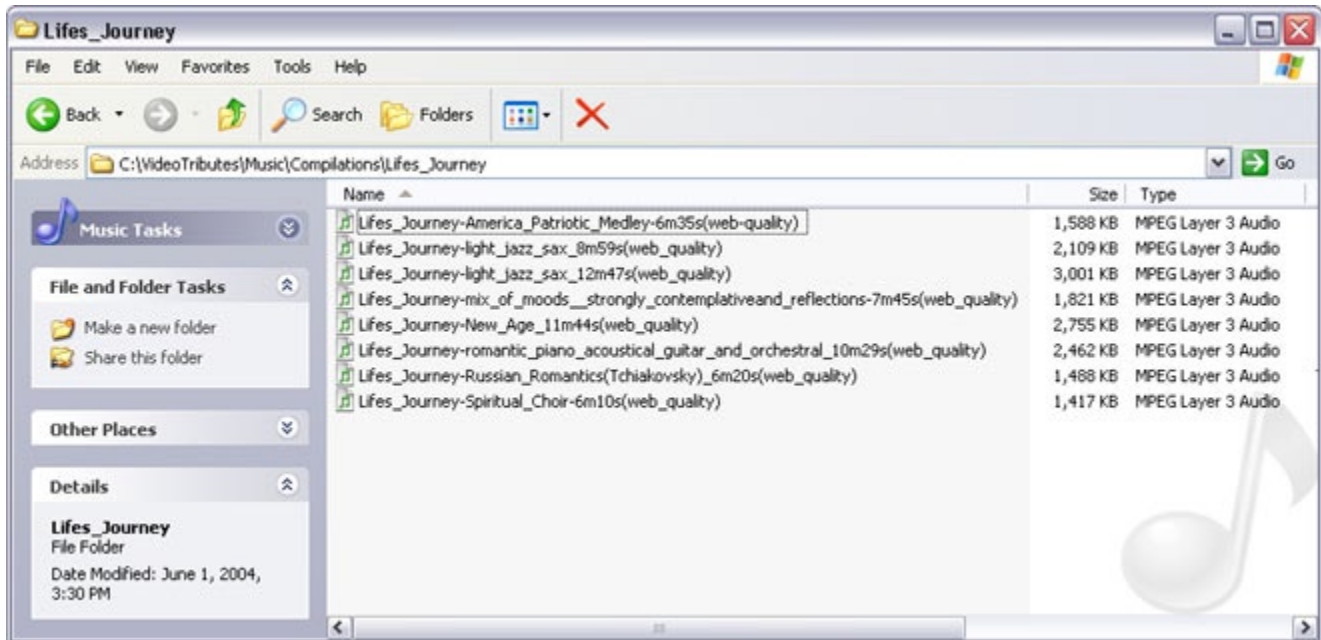 Lifes_Journey
File Edit View Favorites Tools Help
Back Search Folders
Address C:\VideoTributes\Music\Compilations\Lifes_Journey Go
Music Tasks
File and Folder Tasks
Make a new folder
Share this folder
Other Places
Details
Lifes_Journey
File Folder
Date Modified: June 1, 2004,
3:30 PM
Name Size Type
Lifes_Journey-America_Patriotic_Medley-6m35s(web-quality) 1,588 KB MPEG Layer 3 Audio
Lifes_Journey-light_jazz_sax_8m59s(web_quality) 2,109 KB MPEG Layer 3 Audio
Lifes_Journey-light_jazz_sax_12m47s(web_quality) 3,001 KB MPEG Layer 3 Audio
Lifes_Journey-mix_of_moods__strongly_contemplativeand_reflections-7m45s(web_quality) 1,821 KB MPEG Layer 3 Audio
Lifes_Journey-New_Age_11m44s(web_quality) 2,755 KB MPEG Layer 3 Audio
Lifes_Journey-romantic_piano_acoustical_guitar_and_orchestral_10m29s(web_quality) 2,462 KB MPEG Layer 3 Audio
Lifes_Journey-Russian_Romantics(Tchiakovsky)_6m20s(web_quality) 1,488 KB MPEG Layer 3 Audio
Lifes_Journey-Spiritual_Choir-6m10s(web_quality) 1,417 KB MPEG Layer 3 Audio